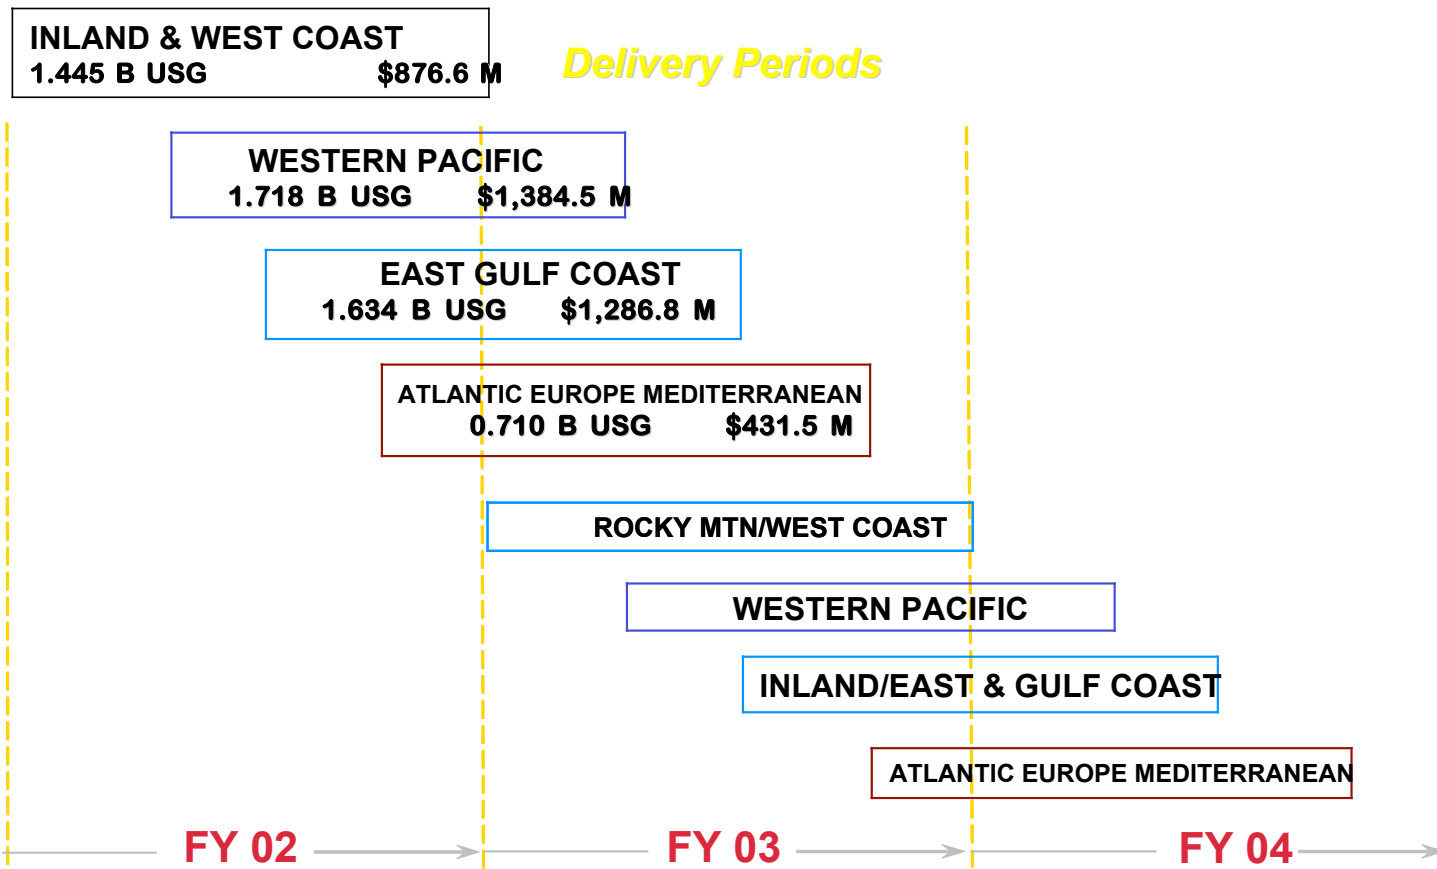 INLAND & WEST COAST
1.445 B USG $876.6 M
Delivery Periods
WESTERN PACIFIC
1.718 B USG $1,384.5 M
EAST GULF COAST
1.634 B USG $1,286.8 M
ATLANTIC EUROPE MEDITERRANEAN
0.710 B USG $431.5 M
ROCKY MTN/WEST COAST
WESTERN PACIFIC
INLAND/EAST & GULF COAST
ATLANTIC EUROPE MEDITERRANEAN
FY 02 FY 03 FY 04